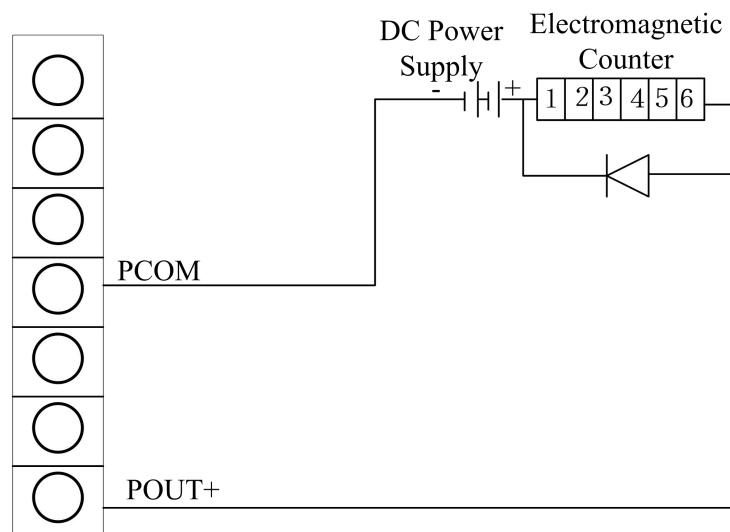 DC Power
Supply
Electromagnetic
Counter
- +
1 2 3 4 5 6
PCOM
POUT+